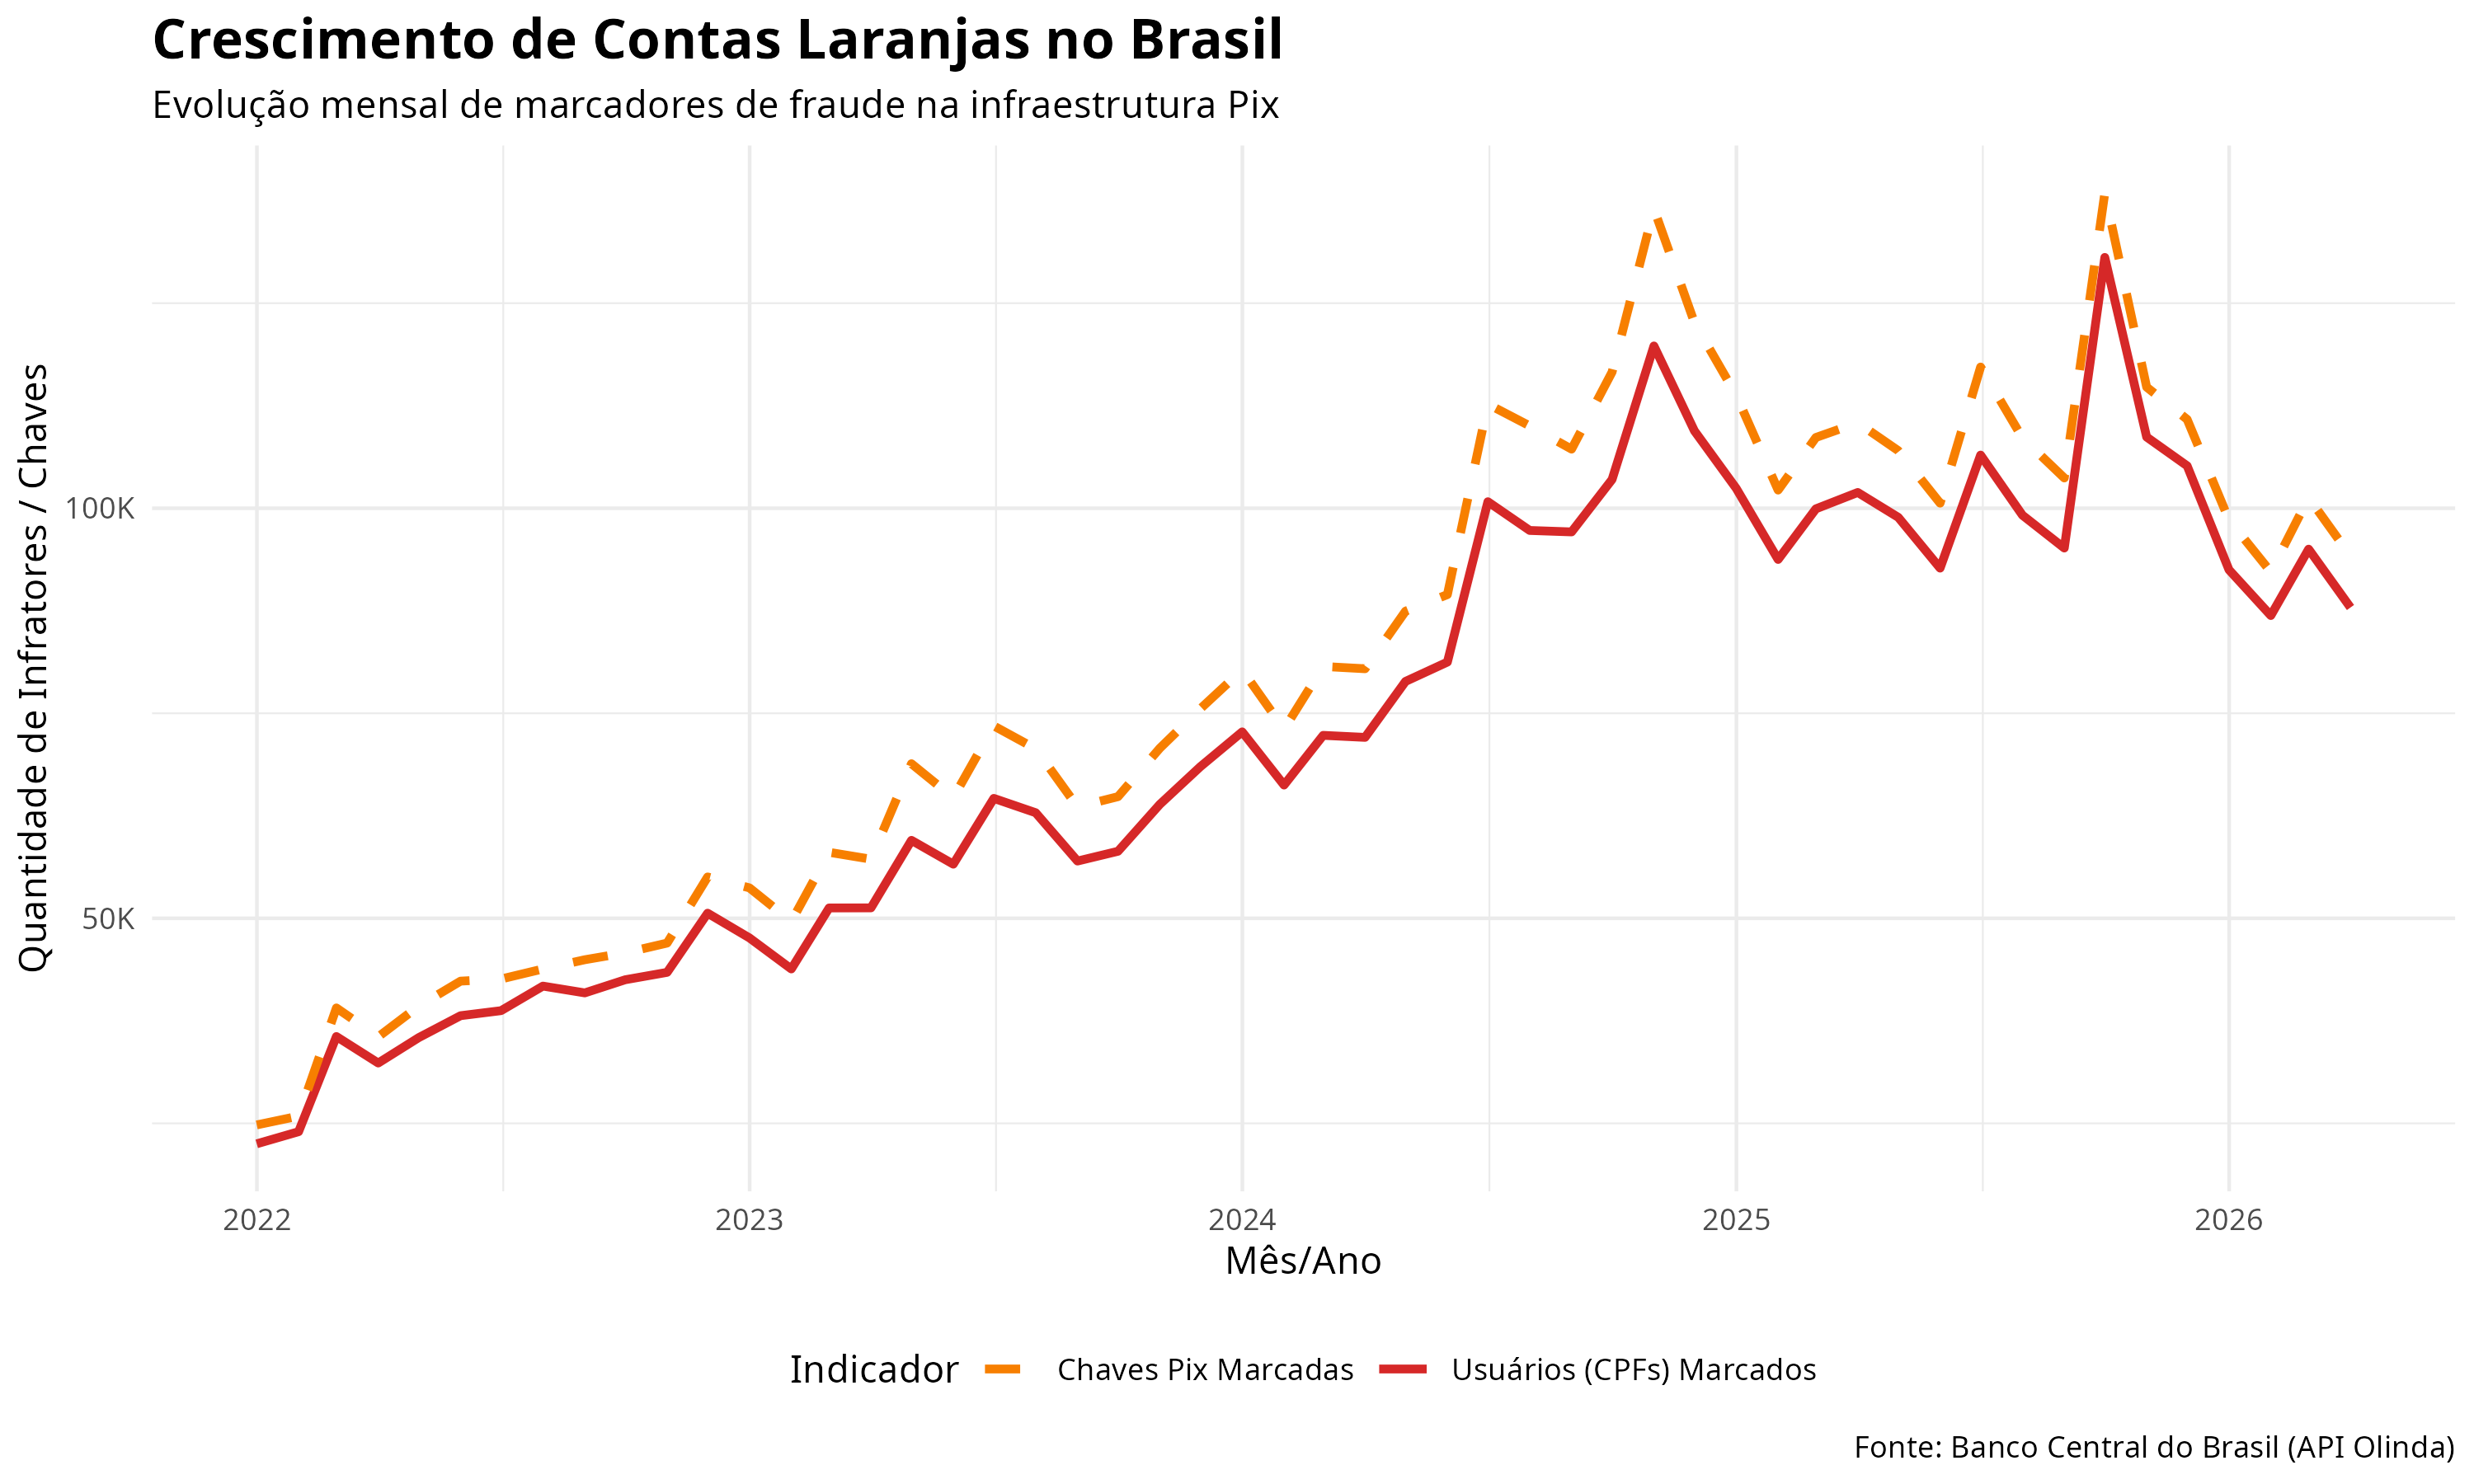 Crescimento de Contas Laranjas no Brasil
Evolução mensal de marcadores de fraude na infraestrutura Pix
Quantidade de Infratores / Chaves
100K
50K
2022
2023
2024
2025
2026
Mês/Ano
Indicador
Chaves Pix Marcadas
Usuários (CPFs) Marcados
Fonte: Banco Central do Brasil (API Olinda)